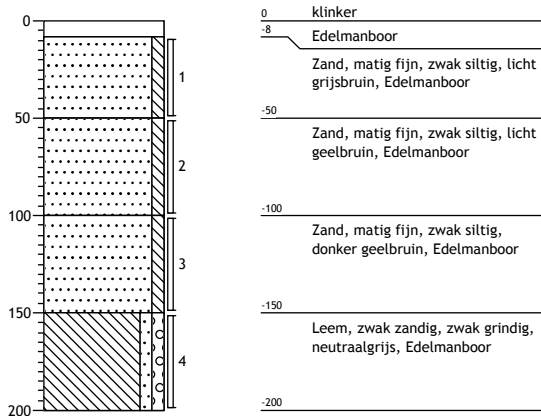 0
50
100
150
200
1
2
3
4
0
klinker
-8
Edelmanboor
Zand, matig fijn, zwak siltig, licht
grijsbruin, Edelmanboor
-50
Zand, matig fijn, zwak siltig, licht
geelbruin, Edelmanboor
-100
Zand, matig fijn, zwak siltig,
donker geelbruin, Edelmanboor
-150
Leem, zwak zandig, zwak grindig,
neutraalgrijs, Edelmanboor
-200